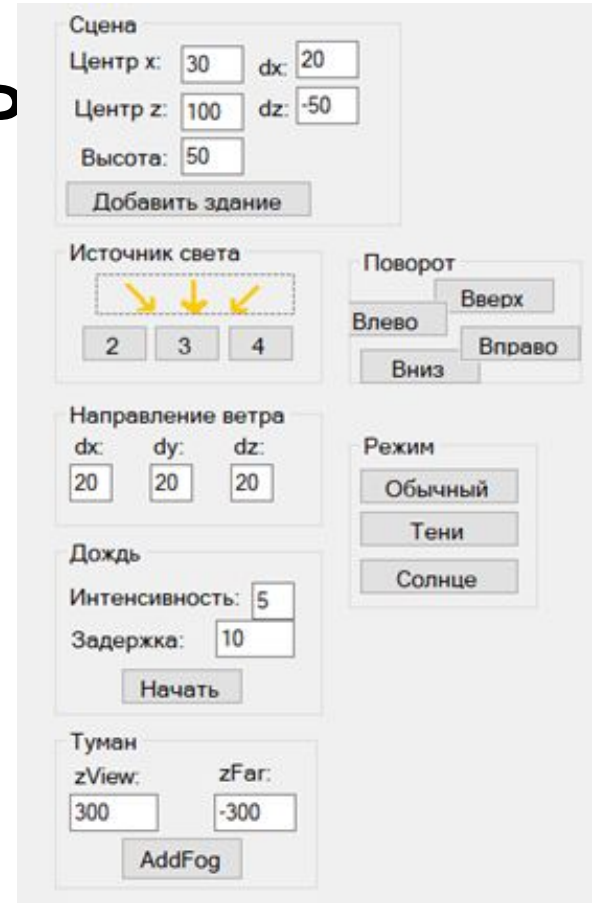 Сцена
Центр x: 30 dx: 20
Центр z: 100 dz: -50
Высота: 50
Добавить здание
Источник света
2 3 4
Поворот
Вверх
Влево
Вправо
Вниз
Направление ветра
dx: dy: dz:
20 20 20
Режим
Обычный
Тени
Солнце
Дождь
Интенсивность: 5
Задержка: 10
Начать
Туман
zView: zFar:
300 -300
AddFog